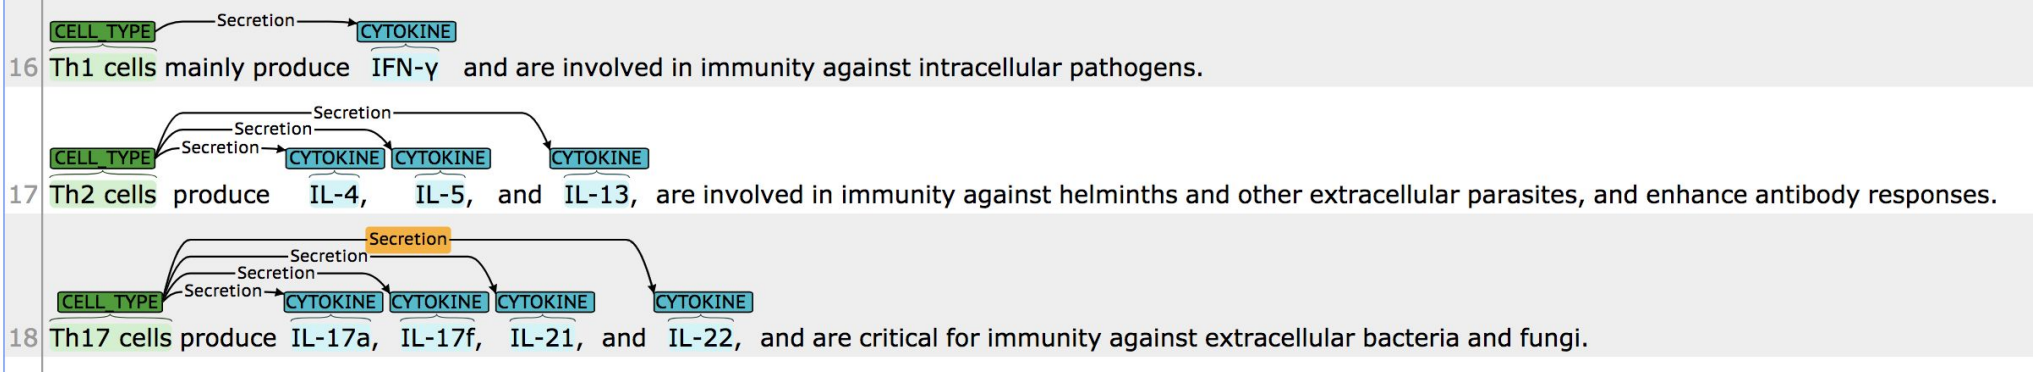 Secretion
CELL_TYPE CYTOKINE
16 Th1 cells mainly produce IFN-γ and are involved in immunity against intracellular pathogens.
Secretion
Secretion
Secretion
CELL_TYPE CYTOKINE CYTOKINE CYTOKINE
17 Th2 cells produce IL-4, IL-5, and IL-13, are involved in immunity against helminths and other extracellular parasites, and enhance antibody responses.
Secretion
Secretion
Secretion
Secretion
CELL_TYPE CYTOKINE CYTOKINE CYTOKINE CYTOKINE
18 Th17 cells produce IL-17a, IL-17f, IL-21, and IL-22, and are critical for immunity against extracellular bacteria and fungi.